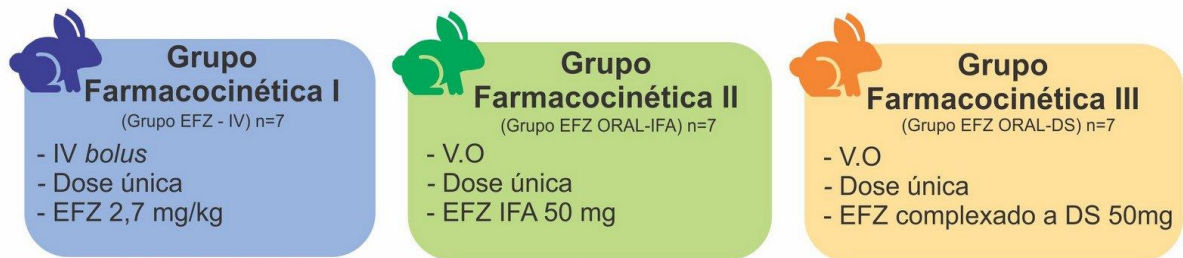 Grupo
Farmacocinética I
(Grupo EFZ - IV) n=7
- IV bolus
- Dose única
- EFZ 2,7 mg/kg
Grupo
Farmacocinética II
(Grupo EFZ ORAL-IFA) n=7
- V.O
- Dose única
- EFZ IFA 50 mg
Grupo
Farmacocinética III
(Grupo EFZ ORAL-DS) n=7
- V.O
- Dose única
- EFZ complexado a DS 50mg